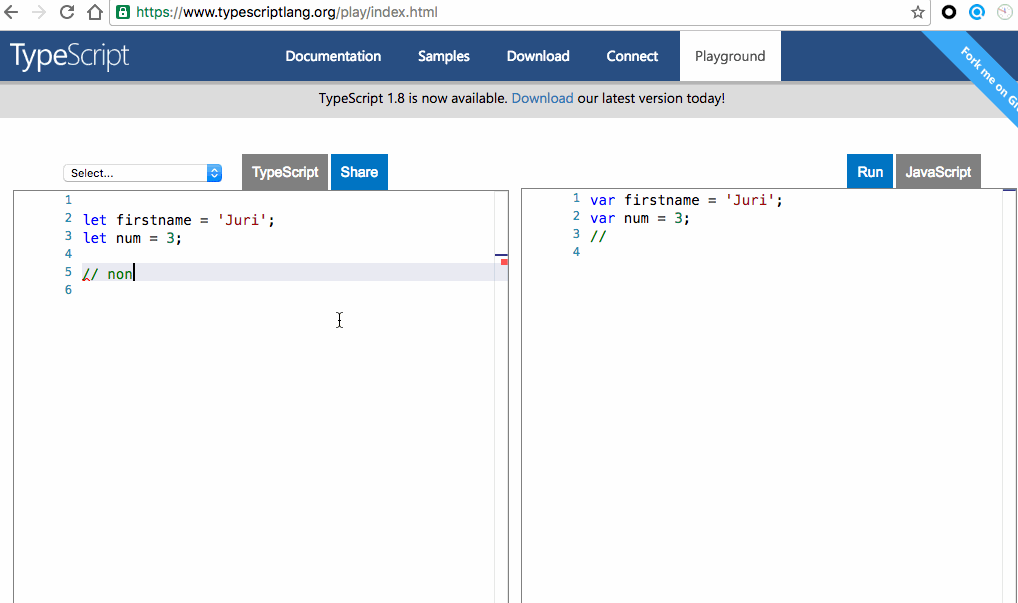 https://www.typescriptlang.org/play/index.html
TypeScript
Documentation Samples Download Connect Playground
Fork me on Gi
TypeScript 1.8 is now available. Download our latest version today!
Select... TypeScript Share
Run JavaScript
1
2 let firstname = 'Juri';
3 let num = 3;
4
5 // non
6
1 var firstname = 'Juri';
2 var num = 3;
3 //
4